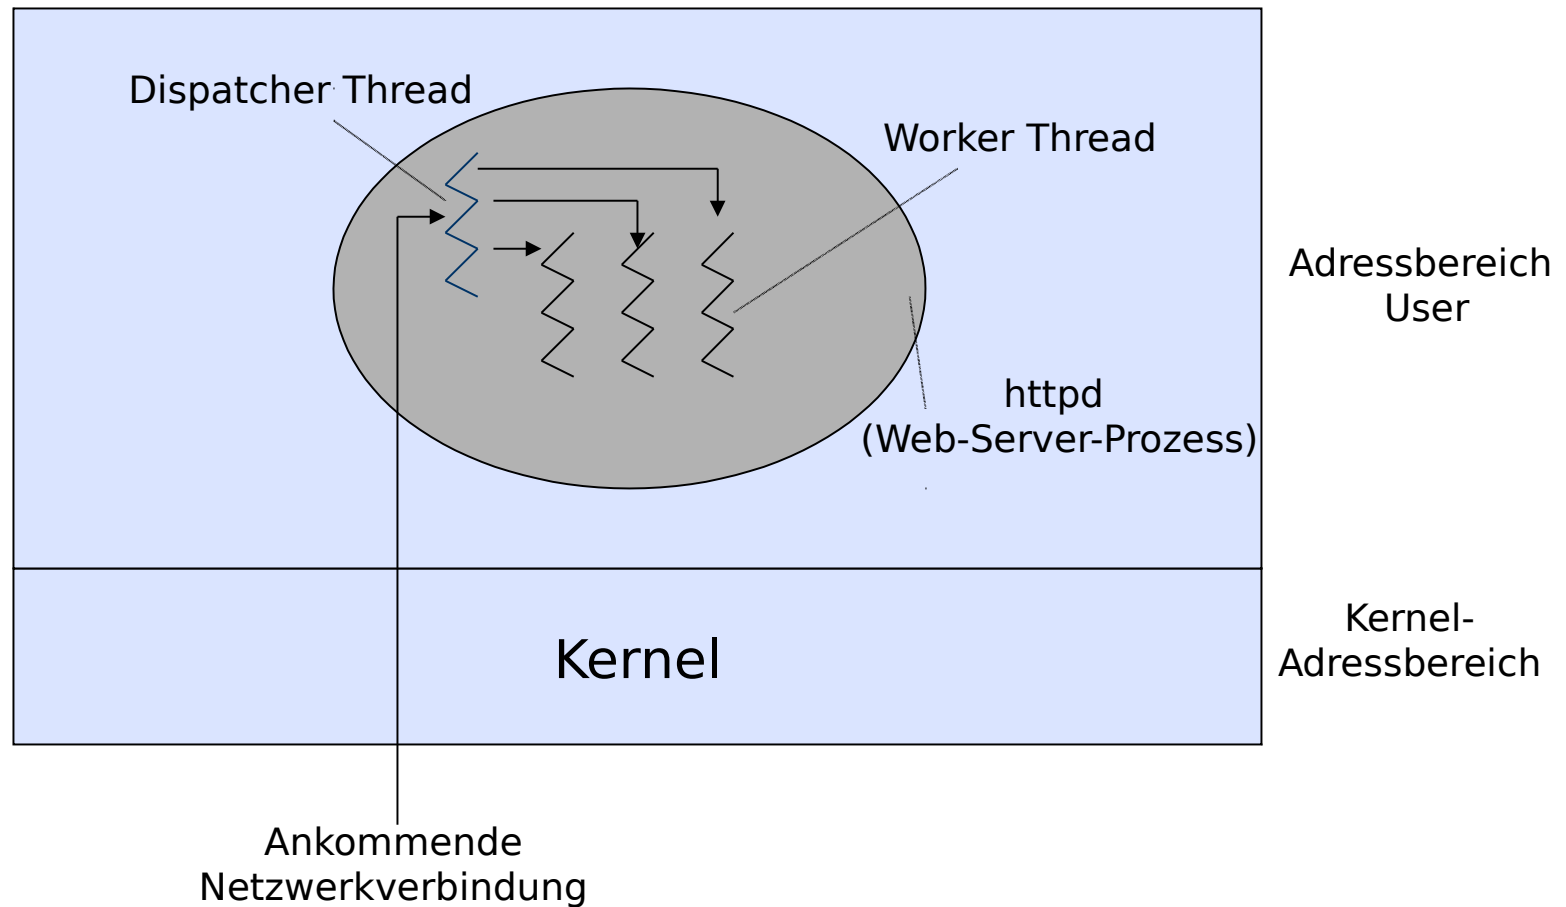 Dispatcher Thread
Worker Thread
Adressbereich
User
httpd
(Web-Server-Prozess)
Kernel
Kernel-
Adressbereich
Ankommende
Netzwerkverbindung